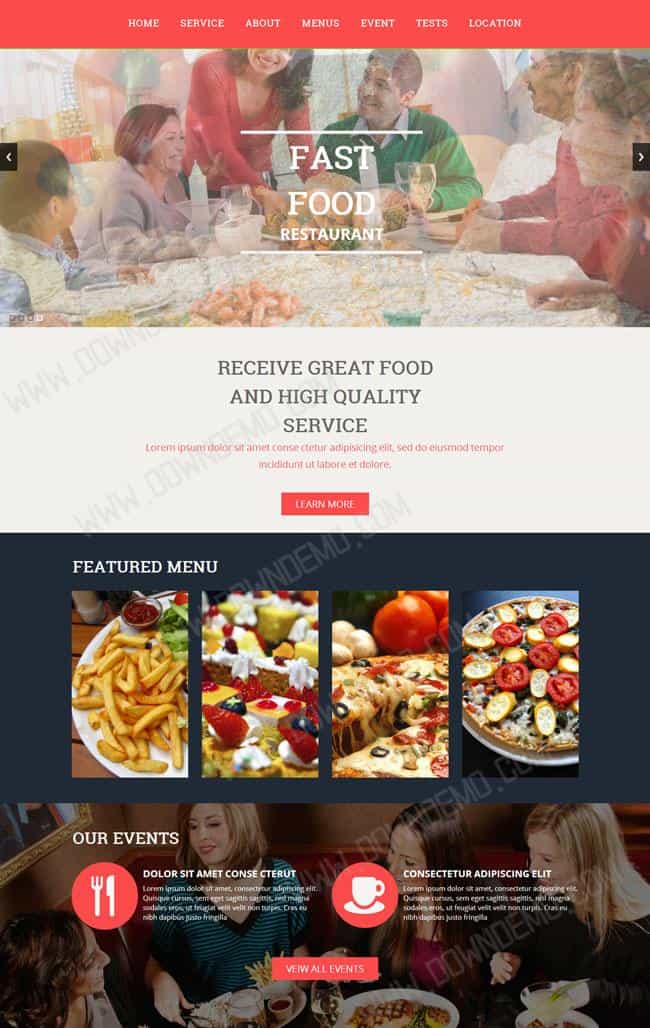 HOME SERVICE ABOUT MENUS EVENT TESTS LOCATION
FAST
FOOD
RESTAURANT
RECEIVE GREAT FOOD
AND HIGH QUALITY
SERVICE
Lorem ipsum dolor sit amet conse ctetur adipisicing elit, sed do eiusmod tempor
incididunt ut labore et dolore.
LEARN MORE
FEATURED MENU
OUR EVENTS
DOLOR SIT AMET CONSE CTERUT
Lorem ipsum dolor sit amet, consectetur adipiscing elit.
Quisque cursus, sem eget sagittis sagittis, nisl magna
sodales eros, ut feugiat velit velit non turpis. Cras eu
nibh dapibus justo fringilla
CONSECTETUR ADIPISCING ELIT
Lorem ipsum dolor sit amet, consectetur adipiscing elit.
Quisque cursus, sem eget sagittis sagittis, nisl magna
sodales eros, ut feugiat velit velit non turpis. Cras eu
nibh dapibus justo fringilla
VEIW ALL EVENTS
WWW.DOWNDEMO.COM